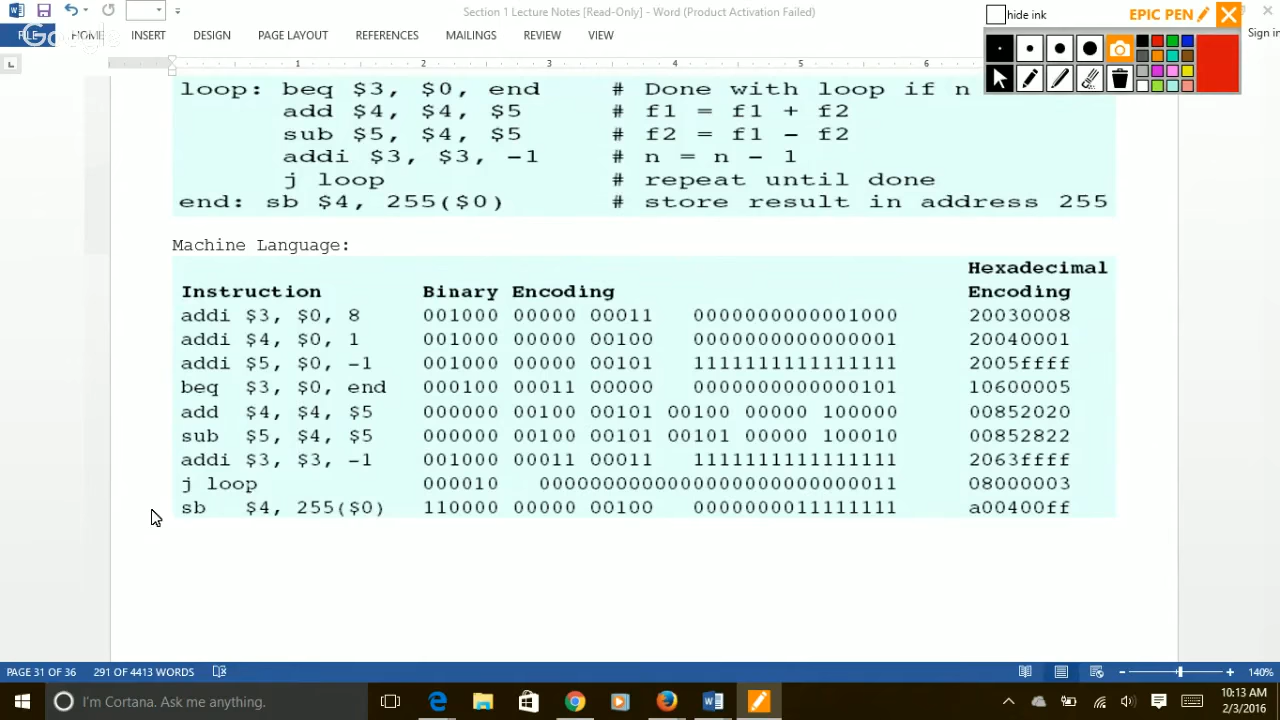 Section 1 Lecture Notes [Read-Only] - Word (Product Activation Failed)
hide ink
EPIC PEN
FILE HOME INSERT DESIGN PAGE LAYOUT REFERENCES MAILINGS REVIEW VIEW
Sign in
Google
1 2 3 4 5 6
loop: beq $3, $0, end # Done with loop if n
add $4, $4, $5 # f1 = f1 + f2
sub $5, $4, $5 # f2 = f1 - f2
addi $3, $3, -1 # n = n - 1
j loop # repeat until done
end: sb $4, 255($0) # store result in address 255
Machine Language:
Hexadecimal
Instruction Binary Encoding Encoding
addi $3, $0, 8 001000 00000 00011 0000000000001000 20030008
addi $4, $0, 1 001000 00000 00100 0000000000000001 20040001
addi $5, $0, -1 001000 00000 00101 1111111111111111 2005ffff
beq $3, $0, end 000100 00011 00000 0000000000000101 10600005
add $4, $4, $5 000000 00100 00101 00100 00000 100000 00852020
sub $5, $4, $5 000000 00100 00101 00101 00000 100010 00852822
addi $3, $3, -1 001000 00011 00011 1111111111111111 2063ffff
j loop 000010 00000000000000000000000011 08000003
sb $4, 255($0) 110000 00000 00100 0000000011111111 a00400ff
PAGE 31 OF 36 291 OF 4413 WORDS 140%
I'm Cortana. Ask me anything.
10:13 AM
2/3/2016